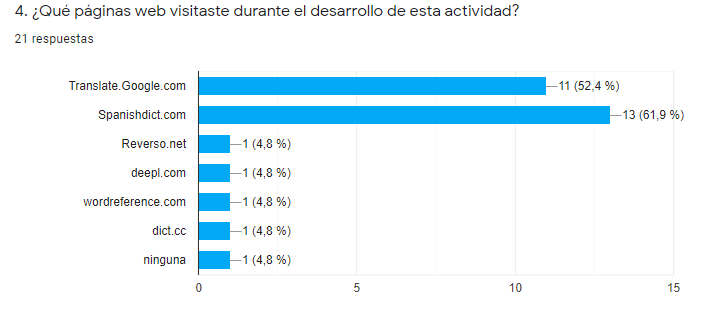 4. ¿Qué páginas web visitaste durante el desarrollo de esta actividad?
21 respuestas
Translate.Google.com 11 (52,4 %)
Spanishdict.com 13 (61,9 %)
Reverso.net 1 (4,8 %)
deepl.com 1 (4,8 %)
wordreference.com 1 (4,8 %)
dict.cc 1 (4,8 %)
ninguna 1 (4,8 %)
0 5 10 15